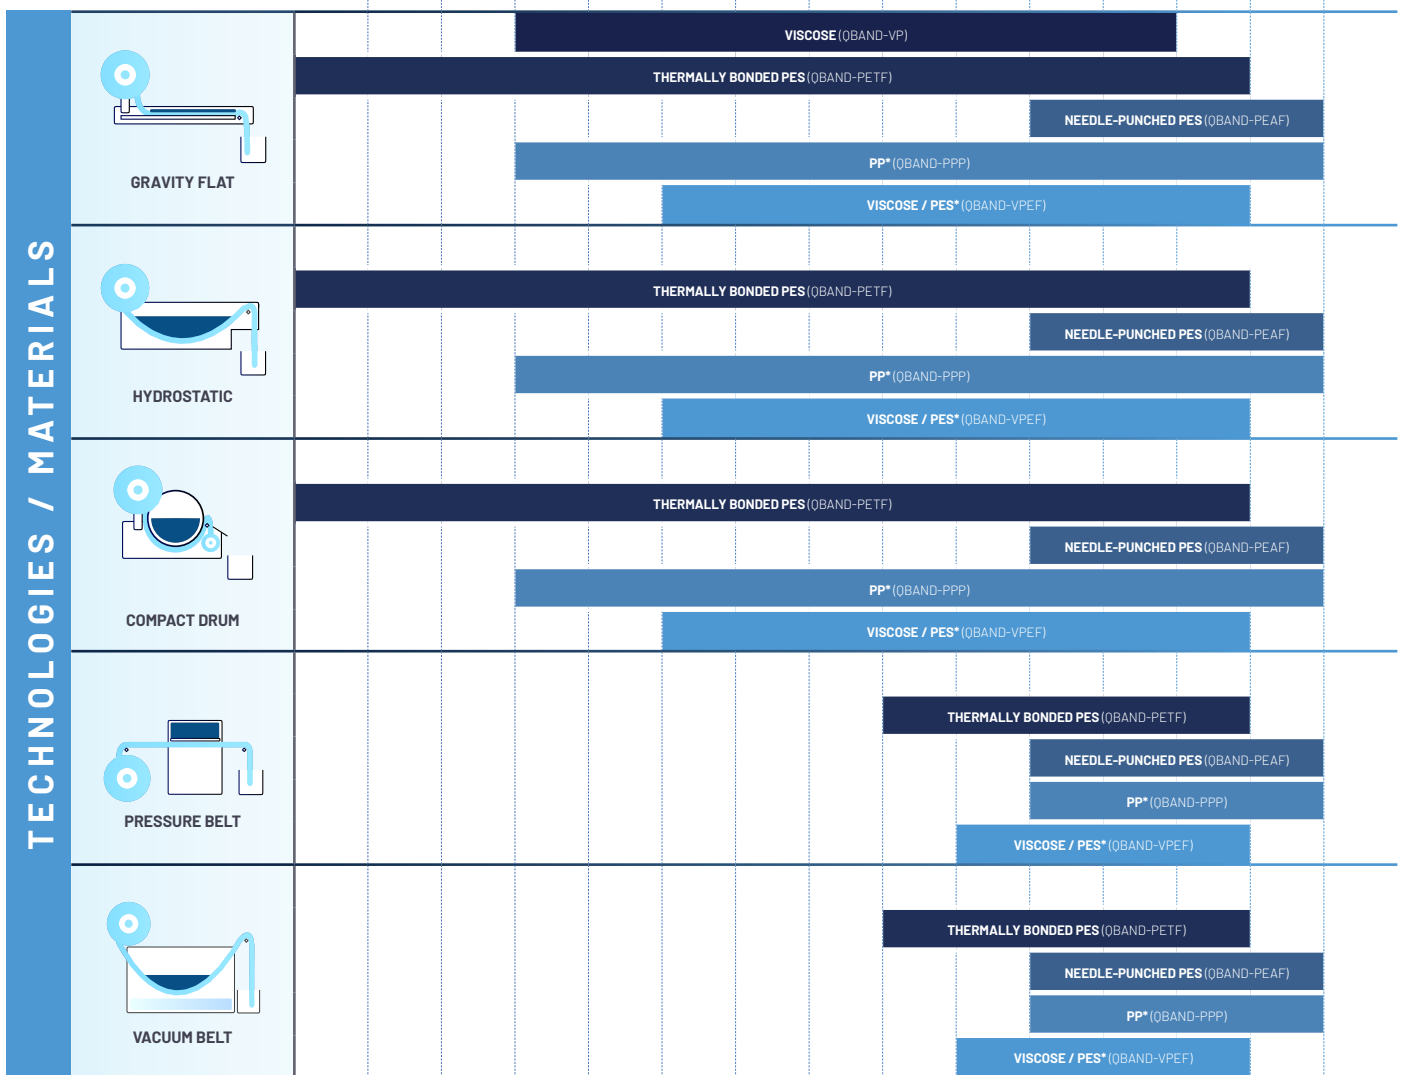 TECHNOLOGIES / MATERIALS
VISCOSE (QBAND-VP)
THERMALLY BONDED PES (QBAND-PETF)
NEEDLE-PUNCHED PES (QBAND-PEAF)
PP* (QBAND-PPP)
GRAVITY FLAT
VISCOSE / PES* (QBAND-VPEF)
THERMALLY BONDED PES (QBAND-PETF)
NEEDLE-PUNCHED PES (QBAND-PEAF)
PP* (QBAND-PPP)
HYDROSTATIC
VISCOSE / PES* (QBAND-VPEF)
THERMALLY BONDED PES (QBAND-PETF)
NEEDLE-PUNCHED PES (QBAND-PEAF)
PP* (QBAND-PPP)
COMPACT DRUM
VISCOSE / PES* (QBAND-VPEF)
THERMALLY BONDED PES (QBAND-PETF)
NEEDLE-PUNCHED PES (QBAND-PEAF)
PP* (QBAND-PPP)
PRESSURE BELT
VISCOSE / PES* (QBAND-VPEF)
THERMALLY BONDED PES (QBAND-PETF)
NEEDLE-PUNCHED PES (QBAND-PEAF)
PP* (QBAND-PPP)
VACUUM BELT
VISCOSE / PES* (QBAND-VPEF)